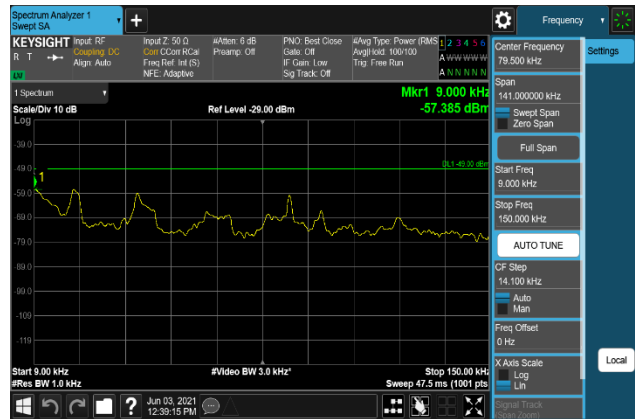 Spectrum Analyzer 1
Swept SA
Frequency
KEYSIGHT
R T
Input: RF
Coupling: DC
Align: Auto
Input Z: 50 Ω
Corr CCorr RCal
Freq Ref: Int (S)
NFE: Adaptive
#Atten: 6 dB
Preamp: Off
PNO: Best Close
Gate: Off
IF Gain: Low
Sig Track: Off
#Avg Type: Power (RMS
Avg|Hold: 100/100
Trig: Free Run
1 2 3 4 5 6
A W W W W W
A N N N N N
LW
1 Spectrum
Scale/Div 10 dB
Log
Ref Level -29.00 dBm
Mkr1 9.000 kHz
-57.385 dBm
-39.0
-49.0
-59.0
-69.0
-79.0
-89.0
-99.0
-109
-119
1
DL1 -49.00 dBm
Start 9.00 kHz
#Res BW 1.0 kHz
#Video BW 3.0 kHz*
Stop 150.00 kHz
Sweep 47.5 ms (1001 pts
Jun 03, 2021
12:39:15 PM
Center Frequency
79.500 kHz
Span
141.000000 kHz
Swept Span
Zero Span
Full Span
Start Freq
9.000 kHz
Stop Freq
150.000 kHz
AUTO TUNE
CF Step
14.100 kHz
Auto
Man
Freq Offset
0 Hz
X Axis Scale
Log
Lin
Signal Track
(Span Zoom)
Settings
Local